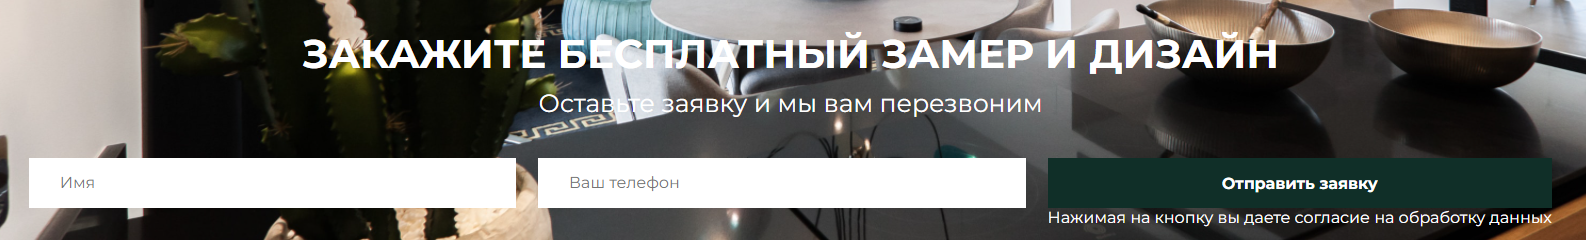 ЗАКАЖИТЕ БЕСПЛАТНЫЙ ЗАМЕР И ДИЗАЙН
Оставьте заявку и мы вам перезвоним
Имя
Ваш телефон
Отправить заявку
Нажимая на кнопку вы даете согласие на обработку данных